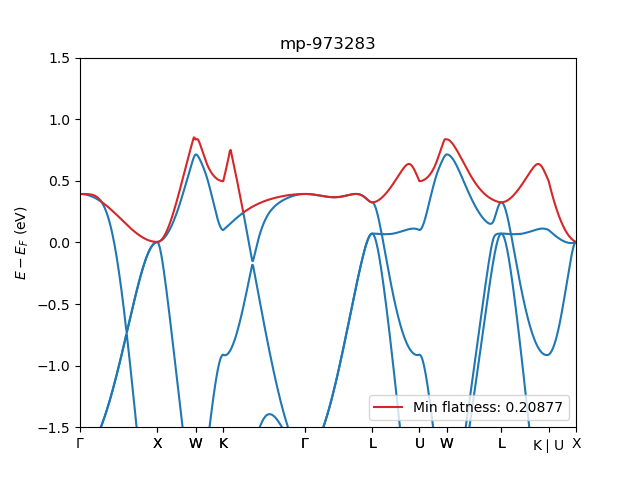 mp-973283
E − E_F (eV)
1.5
1.0
0.5
0.0
−0.5
−1.0
−1.5
Min flatness: 0.20877
Γ X W K Γ L U W L K | U X